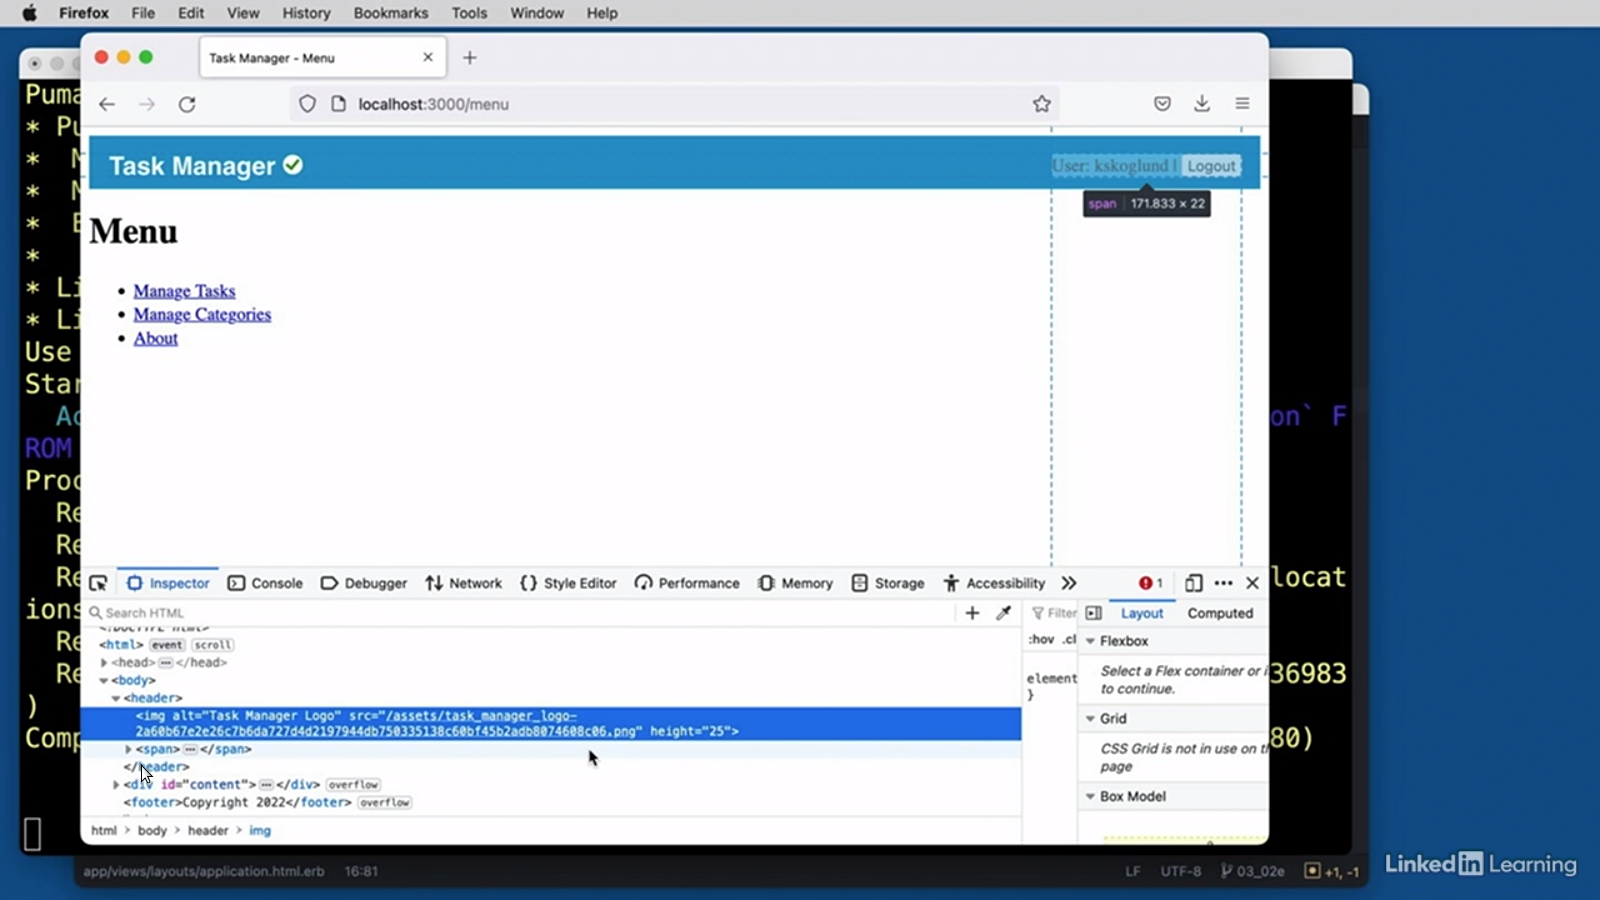 Firefox File Edit View History Bookmarks Tools Window Help
Task Manager - Menu
localhost:3000/menu
Task Manager
User: kskoglund | Logout
span 171.833 × 22
Menu
Manage Tasks
Manage Categories
About
Puma
* Pu
* M
* M
* E
*
* Li
* Li
Use
Star
Ac
on` F
ROM
Proc
Re
Re
Re
locat
ions
Re
Re
36983
)
Comp
80)
Inspector Console Debugger Network Style Editor Performance Memory Storage Accessibility 1
Search HTML
Filter
Layout Computed
<!DOCTYPE html>
<html> event scroll
<head> ••• </head>
<body>
<header>
<img alt="Task Manager Logo" src="/assets/task_manager_logo-
2a60b67e2e26c7b6da727d4d2197944db750335138c60bf45b2adb8074608c06.png" height="25">
<span> ••• </span>
</header>
<div id="content"> ••• </div> overflow
<footer>Copyright 2022</footer> overflow
:hov .cl
element
}
Flexbox
Select a Flex container or i
to continue.
Grid
CSS Grid is not in use on th
page
Box Model
html > body > header > img
app/views/layouts/application.html.erb 16:81
LF UTF-8 03_02e +1, -1
LinkedIn Learning